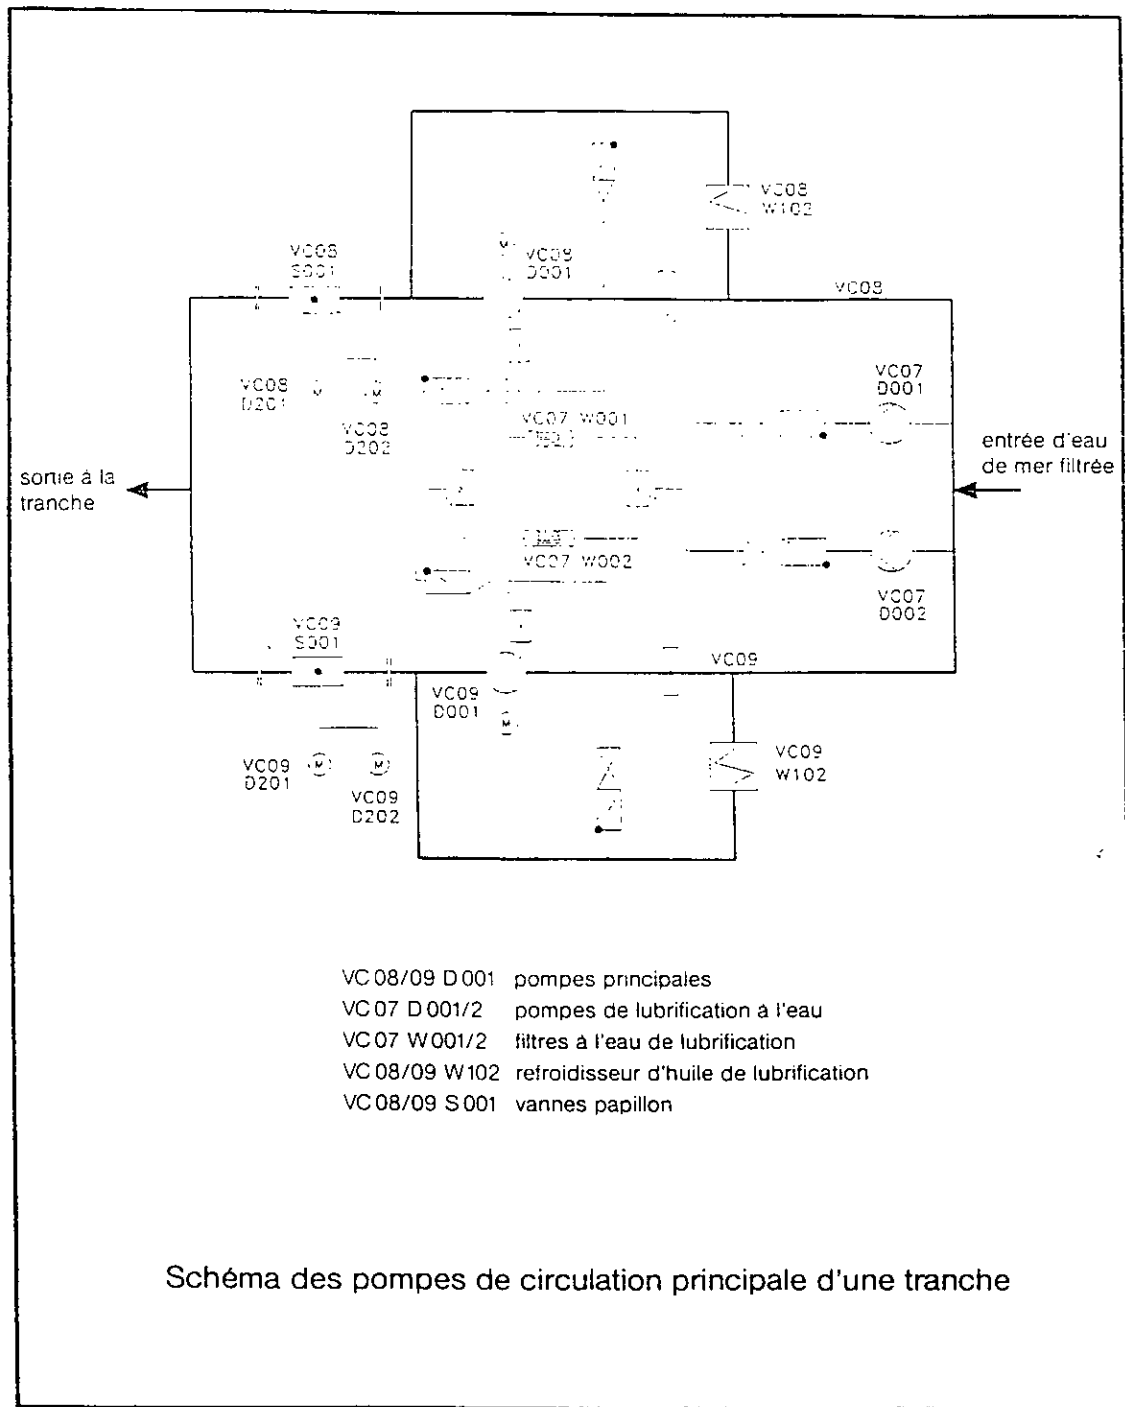 VC08
W102
VC08
S001
VC08
D001
VC08
VC08
D201
VC08
D202
VC07 W001
VC07
D001
entrée d'eau
de mer filtrée
sortie à la
tranche
VC07 W002
VC07
D002
VC09
S001
VC09
VC09
D001
M
VC09
W102
VC09
D201
M
M
VC09
D202
VC 08/09 D 001 pompes principales
VC 07 D 001/2 pompes de lubrification à l'eau
VC 07 W 001/2 filtres à l'eau de lubrification
VC 08/09 W 102 refroidisseur d'huile de lubrification
VC 08/09 S 001 vannes papillon
Schéma des pompes de circulation principale d'une tranche